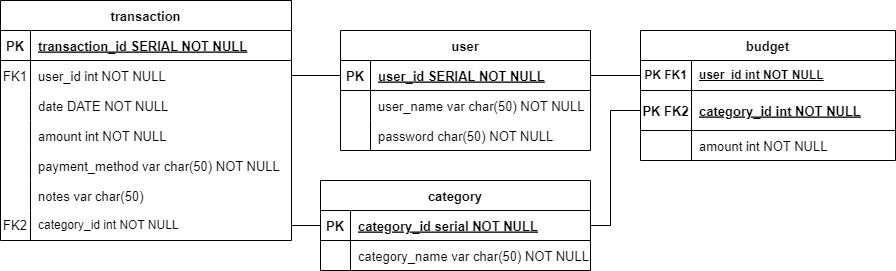 transaction
PK transaction_id SERIAL NOT NULL
FK1 user_id int NOT NULL
date DATE NOT NULL
amount int NOT NULL
payment_method var char(50) NOT NULL
notes var char(50)
FK2 category_id int NOT NULL
user
PK user_id SERIAL NOT NULL
user_name var char(50) NOT NULL
password char(50) NOT NULL
category
PK category_id serial NOT NULL
category_name var char(50) NOT NULL
budget
PK FK1 user_id int NOT NULL
PK FK2 category_id int NOT NULL
amount int NOT NULL